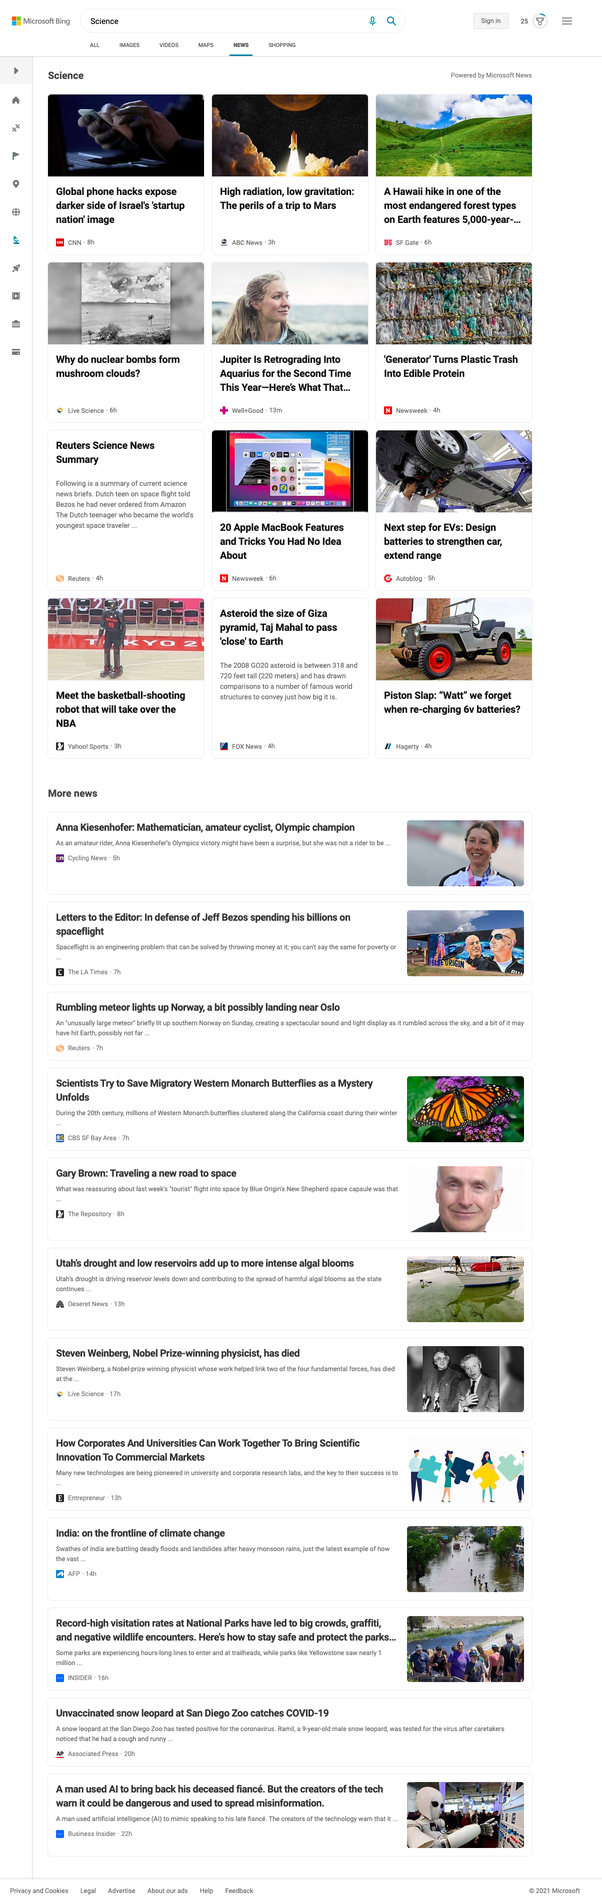 Microsoft Bing
Science
Sign in
25
ALL
IMAGES
VIDEOS
MAPS
NEWS
SHOPPING
Science
Powered by Microsoft News
Global phone hacks expose
darker side of Israel's 'startup
nation' image
CNN · 8h
High radiation, low gravitation:
The perils of a trip to Mars
ABC News · 3h
A Hawaii hike in one of the
most endangered forest types
on Earth features 5,000-year-...
SF Gate · 6h
Why do nuclear bombs form
mushroom clouds?
Live Science · 6h
Jupiter Is Retrograding Into
Aquarius for the Second Time
This Year—Here's What That...
Well+Good · 13m
'Generator' Turns Plastic Trash
Into Edible Protein
Newsweek · 4h
Reuters Science News
Summary
Following is a summary of current science
news briefs. Dutch teen on space flight told
Bezos he had never ordered from Amazon
The Dutch teenager who became the world's
youngest space traveler ...
Reuters · 4h
20 Apple MacBook Features
and Tricks You Had No Idea
About
Newsweek · 6h
Next step for EVs: Design
batteries to strengthen car,
extend range
Autoblog · 5h
TOKYO 20
Meet the basketball-shooting
robot that will take over the
NBA
Yahoo! Sports · 3h
Asteroid the size of Giza
pyramid, Taj Mahal to pass
'close' to Earth
The 2008 GO20 asteroid is between 318 and
720 feet tall (220 meters) and has drawn
comparisons to a number of famous world
structures to convey just how big it is.
FOX News · 4h
Piston Slap: “Watt” we forget
when re-charging 6v batteries?
Hagerty · 4h
More news
Anna Kiesenhofer: Mathematician, amateur cyclist, Olympic champion
As an amateur rider, Anna Kiesenhofer's Olympics victory might have been a surprise, but she was not a rider to be ...
Cycling News · 5h
Letters to the Editor: In defense of Jeff Bezos spending his billions on
spaceflight
Spaceflight is an engineering problem that can be solved by throwing money at it; you can't say the same for poverty or
...
The LA Times · 7h
Rumbling meteor lights up Norway, a bit possibly landing near Oslo
An "unusually large meteor" briefly lit up southern Norway on Sunday, creating a spectacular sound and light display as it rumbled across the sky, and a bit of it may
have hit Earth, possibly not far ...
Reuters · 7h
Scientists Try to Save Migratory Western Monarch Butterflies as a Mystery
Unfolds
During the 20th century, millions of Western Monarch butterflies clustered along the California coast during their winter
...
CBS SF Bay Area · 7h
Gary Brown: Traveling a new road to space
What was reassuring about last week's "tourist" flight into space by Blue Origin's New Shepherd space capsule was that
...
The Repository · 8h
Utah's drought and low reservoirs add up to more intense algal blooms
Utah's drought is driving reservoir levels down and contributing to the spread of harmful algal blooms as the state
continues ...
Deseret News · 13h
Steven Weinberg, Nobel Prize-winning physicist, has died
Steven Weinberg, a Nobel-prize winning physicist whose work helped link two of the four fundamental forces, has died
at the ...
Live Science · 17h
How Corporates And Universities Can Work Together To Bring Scientific
Innovation To Commercial Markets
Many new technologies are being pioneered in university and corporate research labs, and the key to their success is to
...
Entrepreneur · 13h
India: on the frontline of climate change
Swathes of India are battling deadly floods and landslides after heavy monsoon rains, just the latest example of how
the vast ...
AFP · 14h
Record-high visitation rates at National Parks have led to big crowds, graffiti,
and negative wildlife encounters. Here's how to stay safe and protect the parks...
Some parks are experiencing hours-long lines to enter and at trailheads, while parks like Yellowstone saw nearly 1
million ...
INSIDER · 16h
Unvaccinated snow leopard at San Diego Zoo catches COVID-19
A snow leopard at the San Diego Zoo has tested positive for the coronavirus. Ramil, a 9-year-old male snow leopard, was tested for the virus after caretakers
noticed that he had a cough and runny ...
AP Associated Press · 20h
A man used AI to bring back his deceased fiancé. But the creators of the tech
warn it could be dangerous and used to spread misinformation.
A man used artificial intelligence (AI) to mimic speaking to his late fiancé. The creators of the technology warn that it ...
Business Insider · 22h
Privacy and Cookies
Legal
Advertise
About our ads
Help
Feedback
© 2021 Microsoft